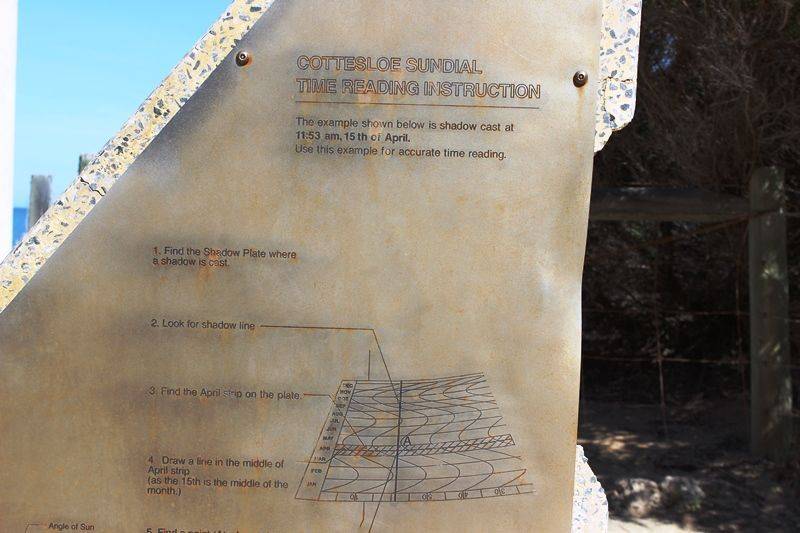 COTTESLOE SUNDIAL
TIME READING INSTRUCTION
The example shown below is shadow cast at
11:53 am, 15th of April.
Use this example for accurate time reading.
1. Find the Shadow Plate where
a shadow is cast.
2. Look for shadow line
3. Find the April strip on the plate.
4. Draw a line in the middle of
April strip
(as the 15th is the middle of the
month.)
DEC
NOV
OCT
SEP
AUG
JUL
JUN
MAY
APR
MAR
FEB
JAN
A
Angle of Sun
5. Find a point